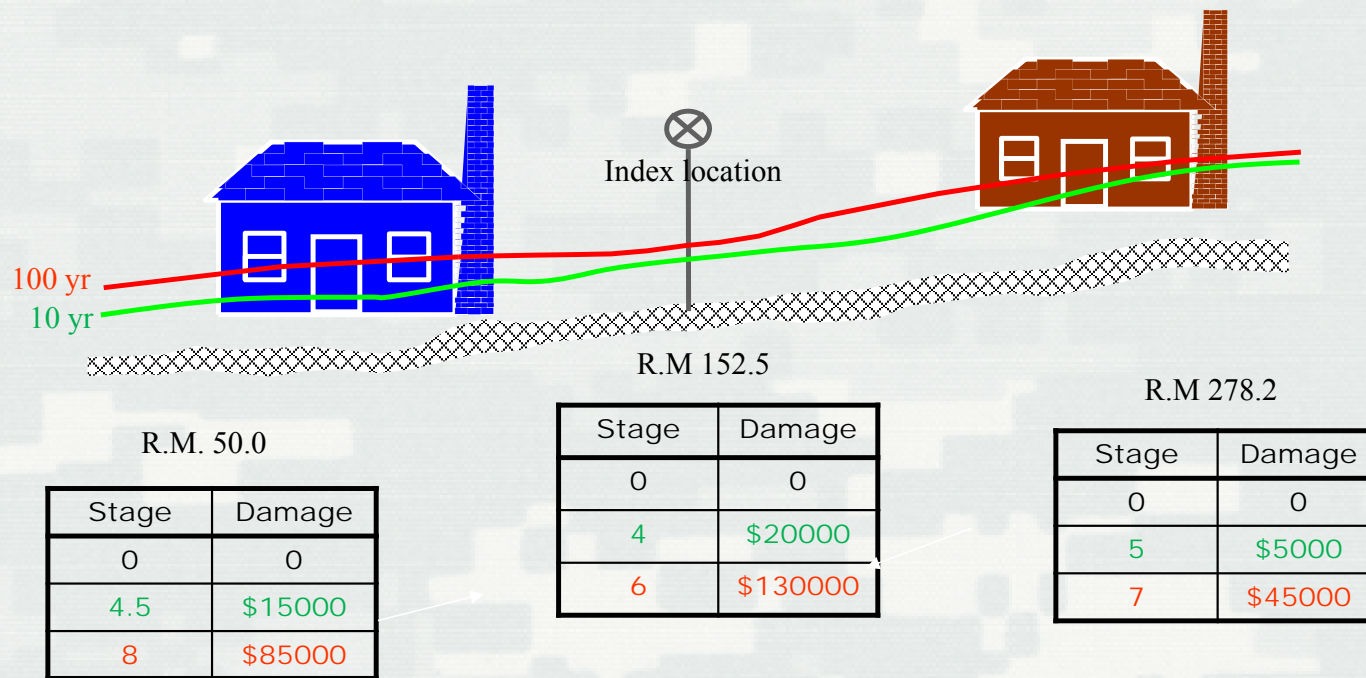 Index location
100 yr
10 yr
R.M. 50.0
Stage Damage
0 0
4.5 $15000
8 $85000
R.M 152.5
Stage Damage
0 0
4 $20000
6 $130000
R.M 278.2
Stage Damage
0 0
5 $5000
7 $45000